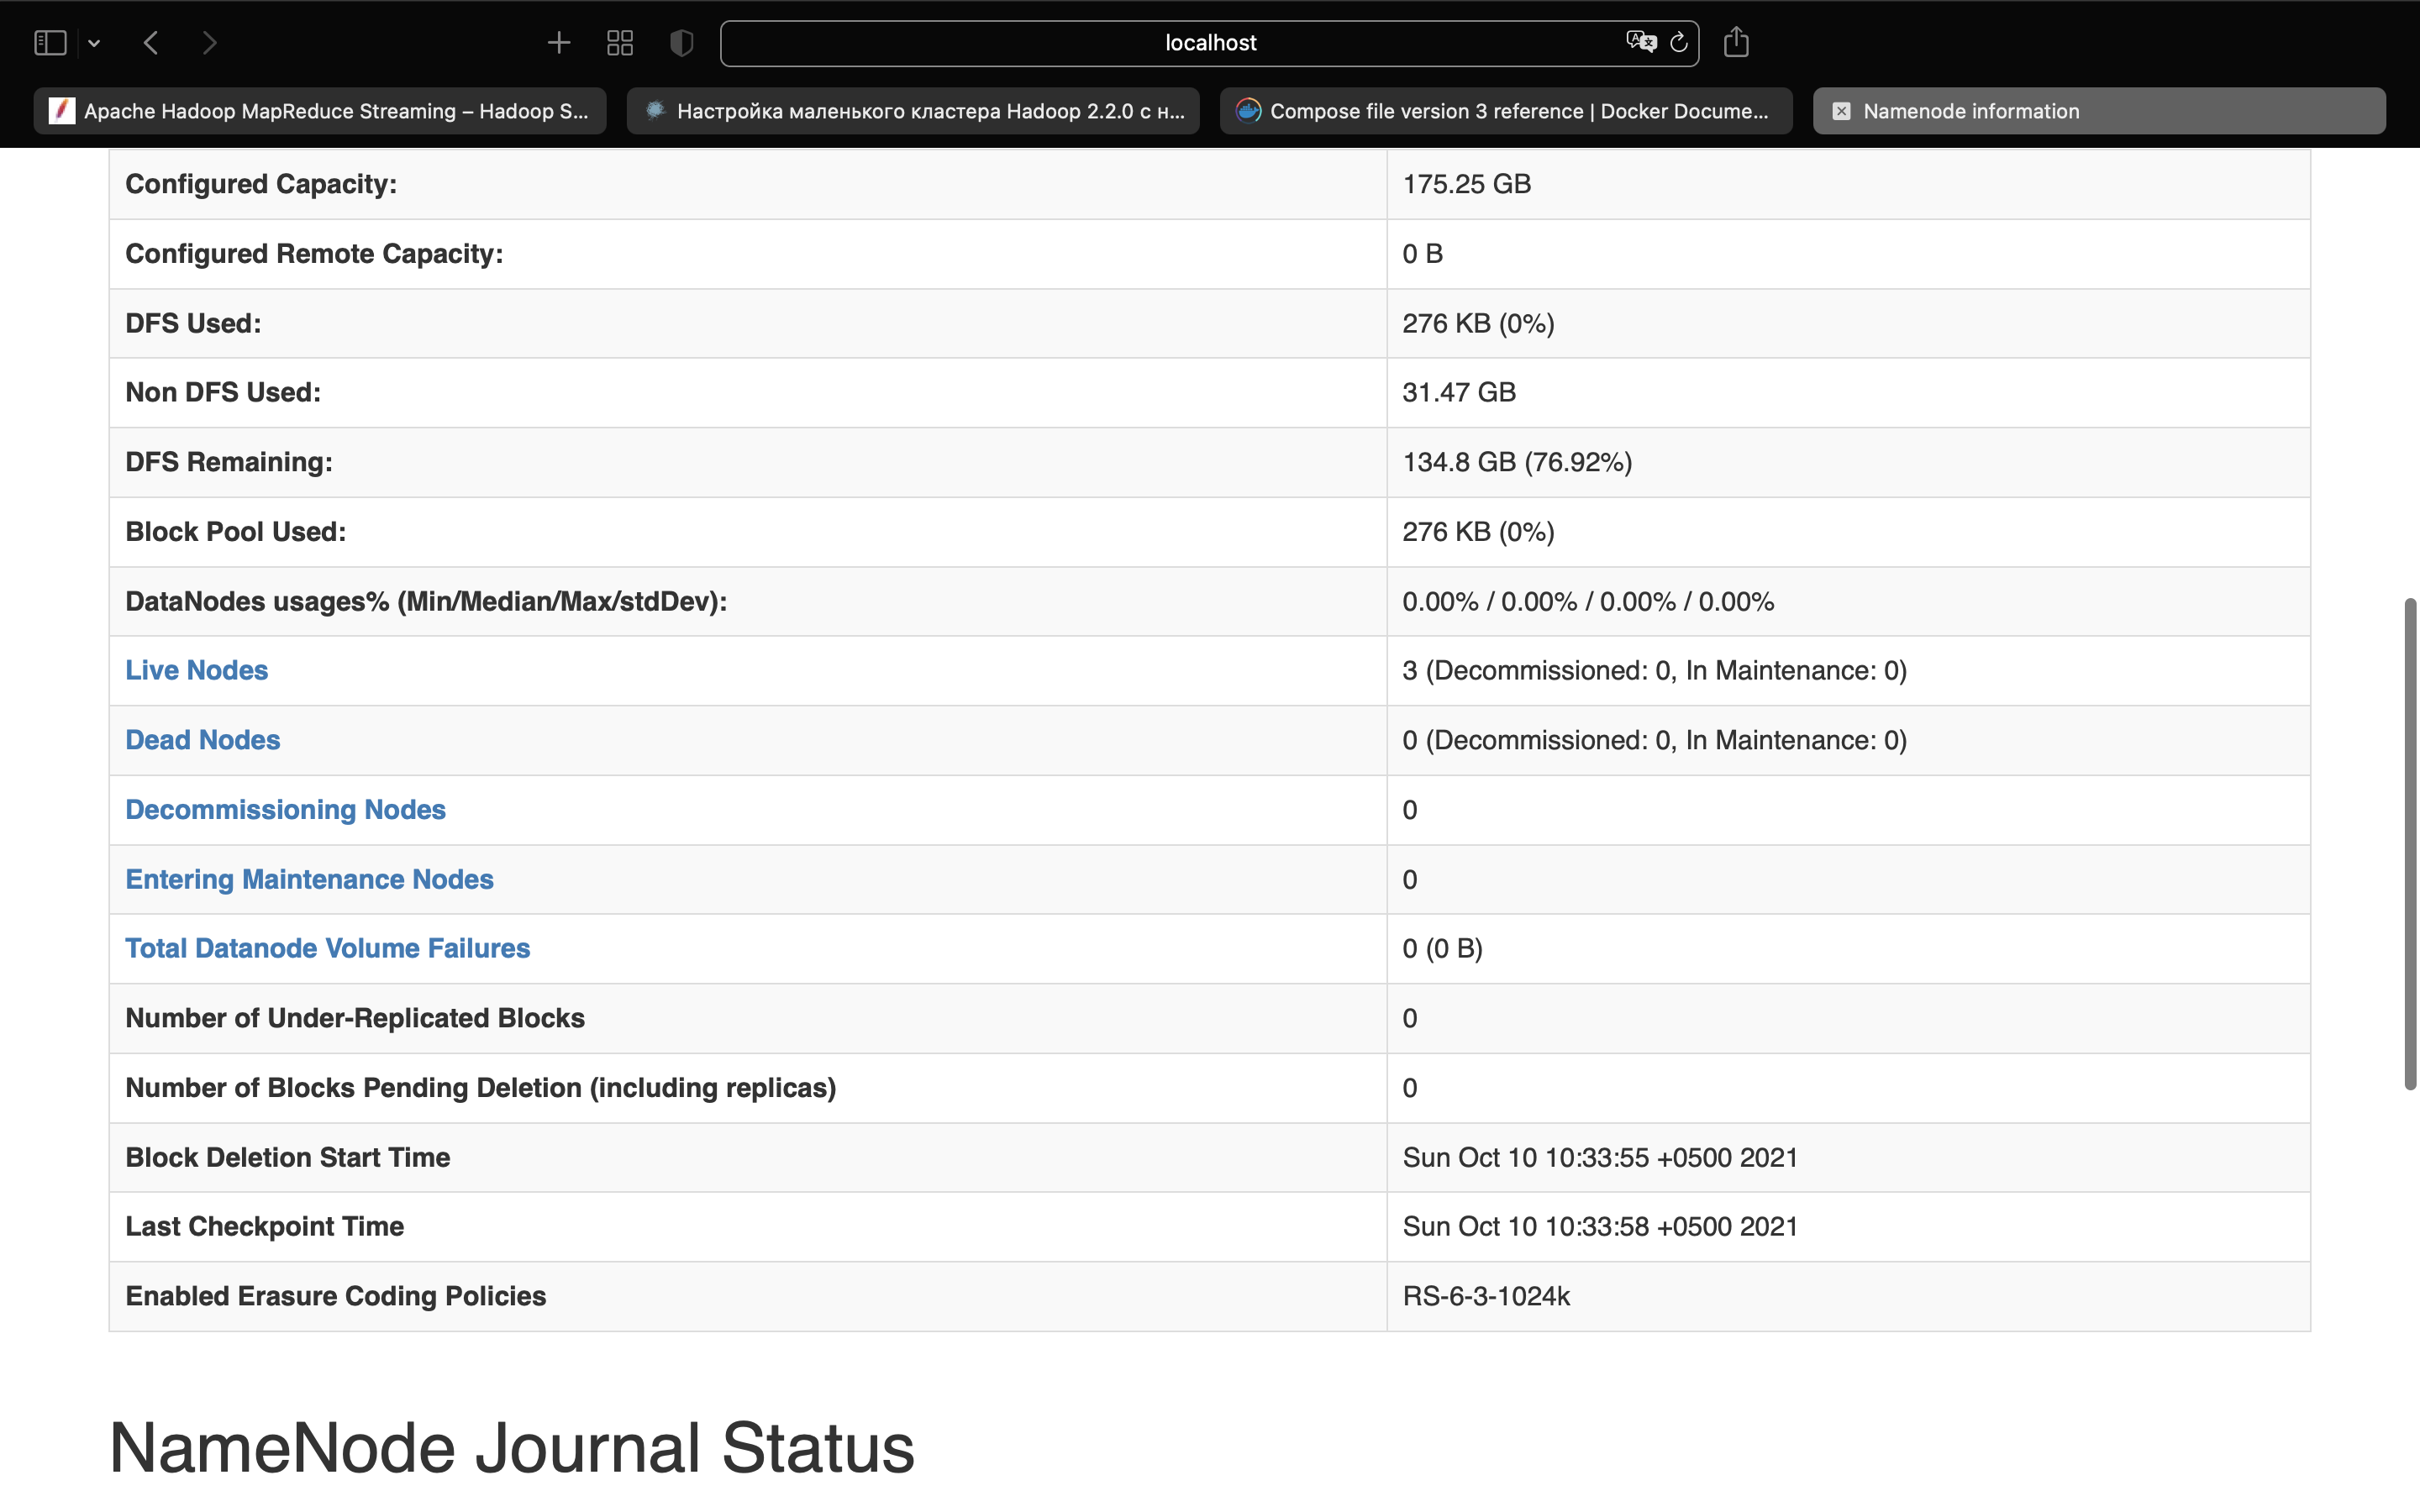 localhost
Apache Hadoop MapReduce Streaming – Hadoop S...
Настройка маленького кластера Hadoop 2.2.0 с н...
Compose file version 3 reference | Docker Docume...
Namenode information
Configured Capacity: 175.25 GB
Configured Remote Capacity: 0 B
DFS Used: 276 KB (0%)
Non DFS Used: 31.47 GB
DFS Remaining: 134.8 GB (76.92%)
Block Pool Used: 276 KB (0%)
DataNodes usages% (Min/Median/Max/stdDev): 0.00% / 0.00% / 0.00% / 0.00%
Live Nodes 3 (Decommissioned: 0, In Maintenance: 0)
Dead Nodes 0 (Decommissioned: 0, In Maintenance: 0)
Decommissioning Nodes 0
Entering Maintenance Nodes 0
Total Datanode Volume Failures 0 (0 B)
Number of Under-Replicated Blocks 0
Number of Blocks Pending Deletion (including replicas) 0
Block Deletion Start Time Sun Oct 10 10:33:55 +0500 2021
Last Checkpoint Time Sun Oct 10 10:33:58 +0500 2021
Enabled Erasure Coding Policies RS-6-3-1024k
NameNode Journal Status